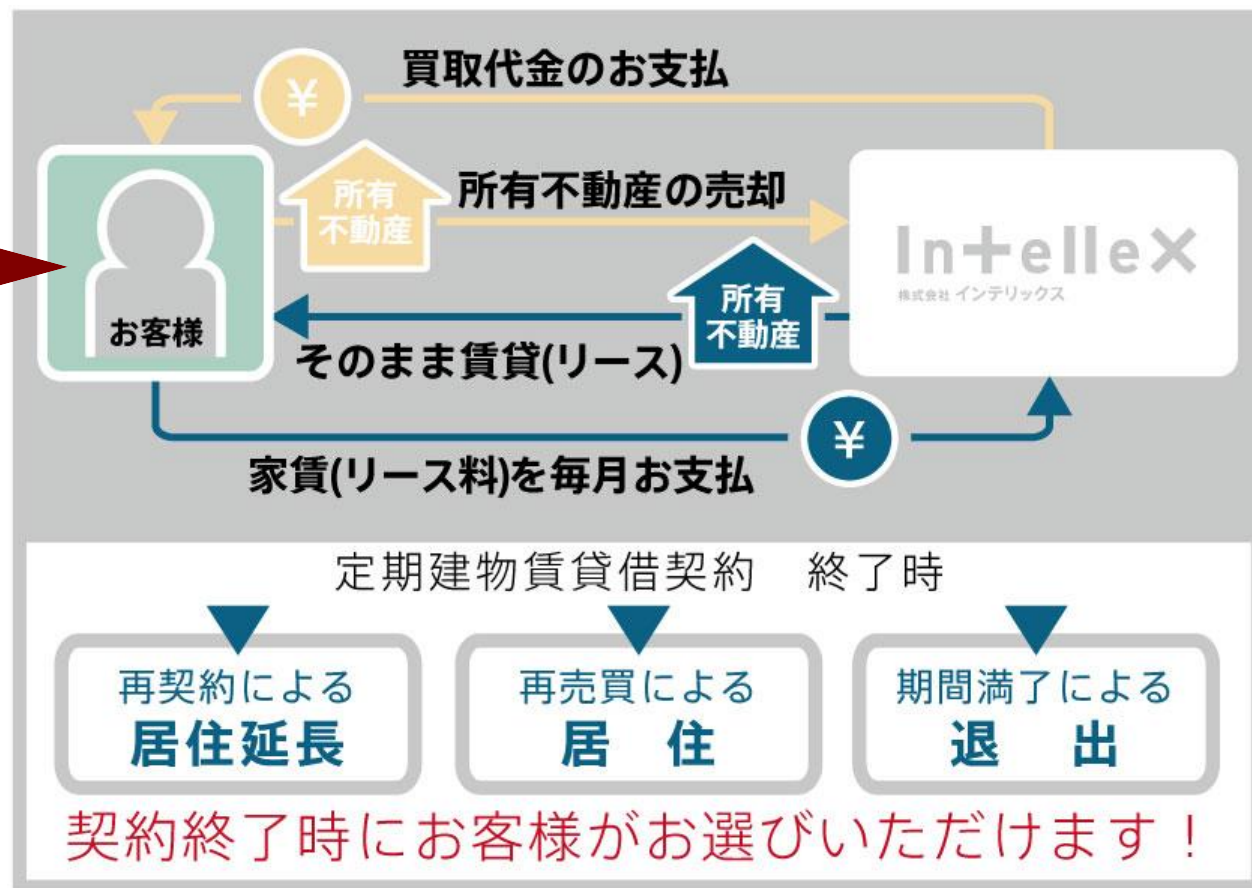 買取代金のお支払
¥
所有
不動産
所有不動産の売却
In+elleX
株式会社 インテリックス
所有
不動産
お客様
そのまま賃貸(リース)
¥
家賃(リース料)を毎月お支払
定期建物賃貸借契約　終了時
再契約による
居住延長
再売買による
居　住
期間満了による
退　出
契約終了時にお客様がお選びいただけます！